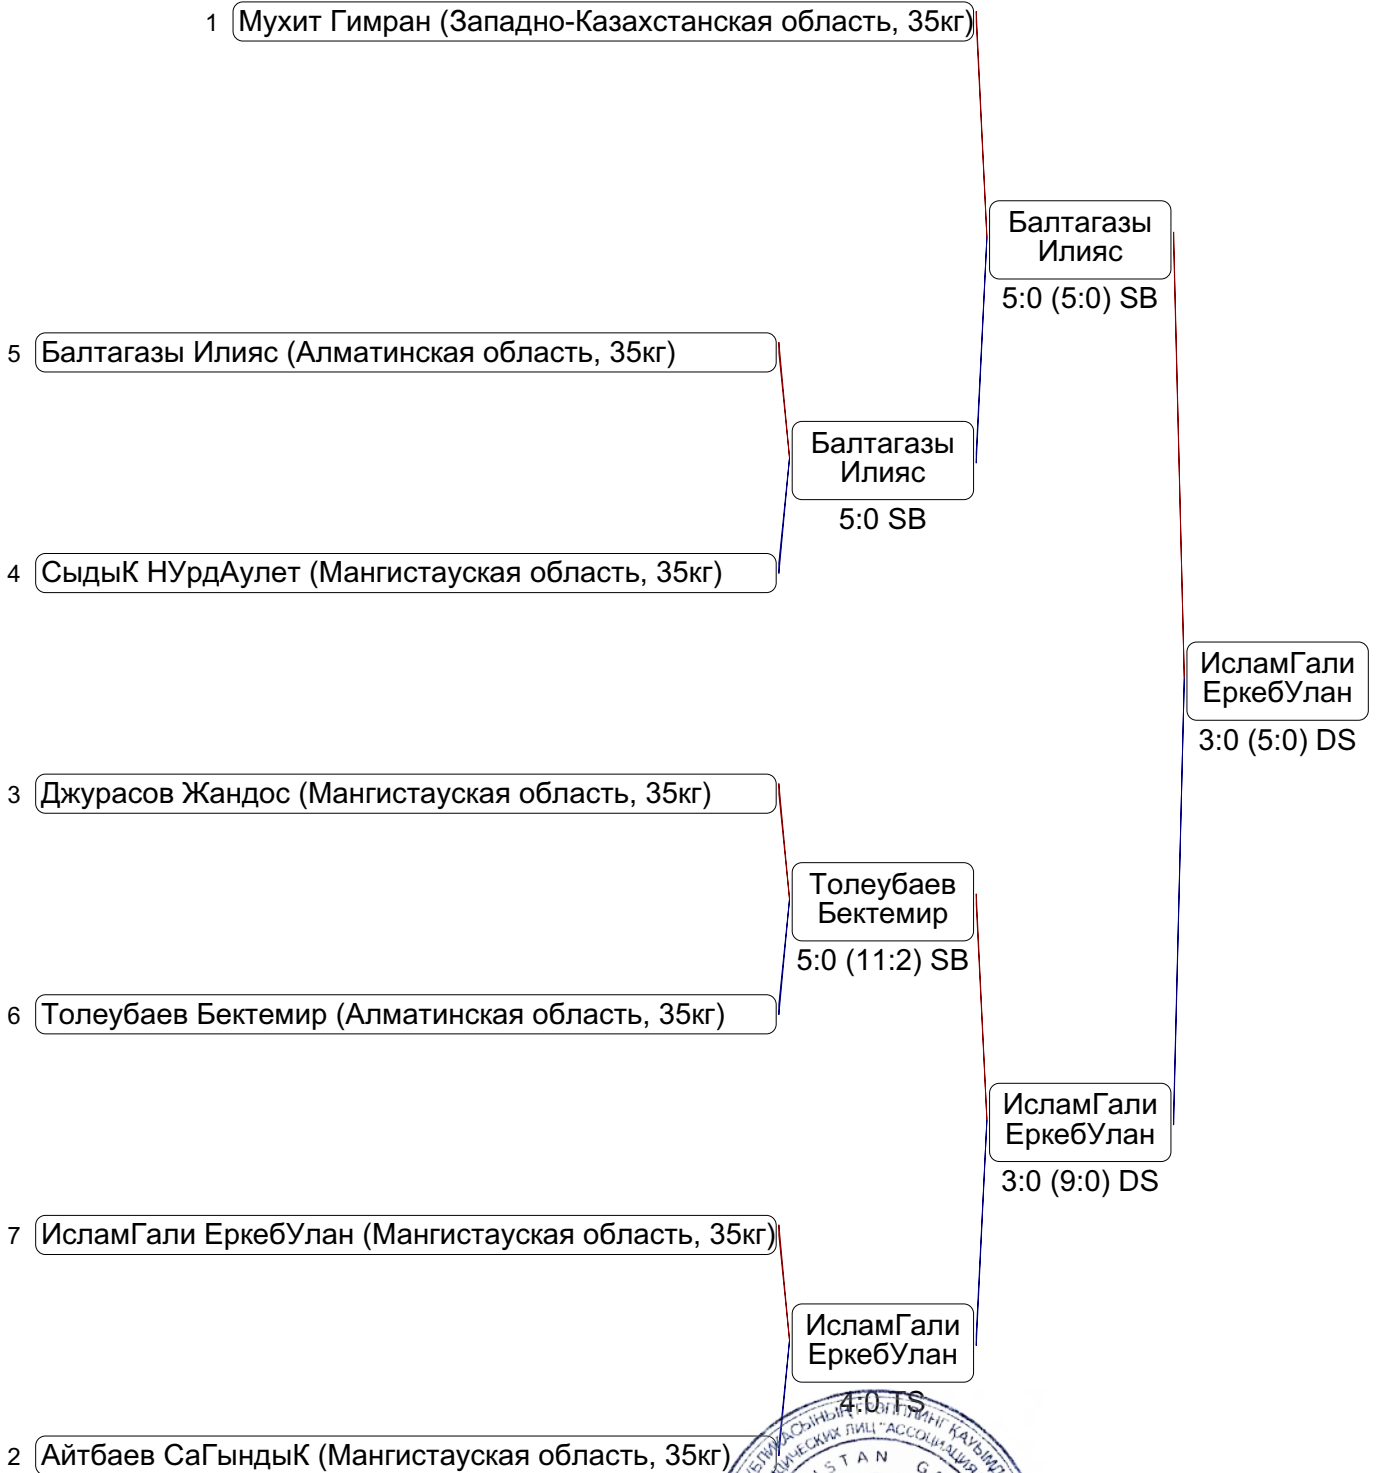 1 Мухит Гимран (Западно-Казахстанская область, 35кг)
Балтагазы
Илияс
5:0 (5:0) SB
5 Балтагазы Илияс (Алматинская область, 35кг)
Балтагазы
Илияс
5:0 SB
4 СыдыК НУрдАулет (Мангистауская область, 35кг)
ИсламГали
ЕркебУлан
3:0 (5:0) DS
3 Джурасов Жандос (Мангистауская область, 35кг)
Толеубаев
Бектемир
5:0 (11:2) SB
6 Толеубаев Бектемир (Алматинская область, 35кг)
ИсламГали
ЕркебУлан
3:0 (9:0) DS
7 ИсламГали ЕркебУлан (Мангистауская область, 35кг)
ИсламГали
ЕркебУлан
4:0 TS
2 Айтбаев СаГындыК (Мангистауская область, 35кг)